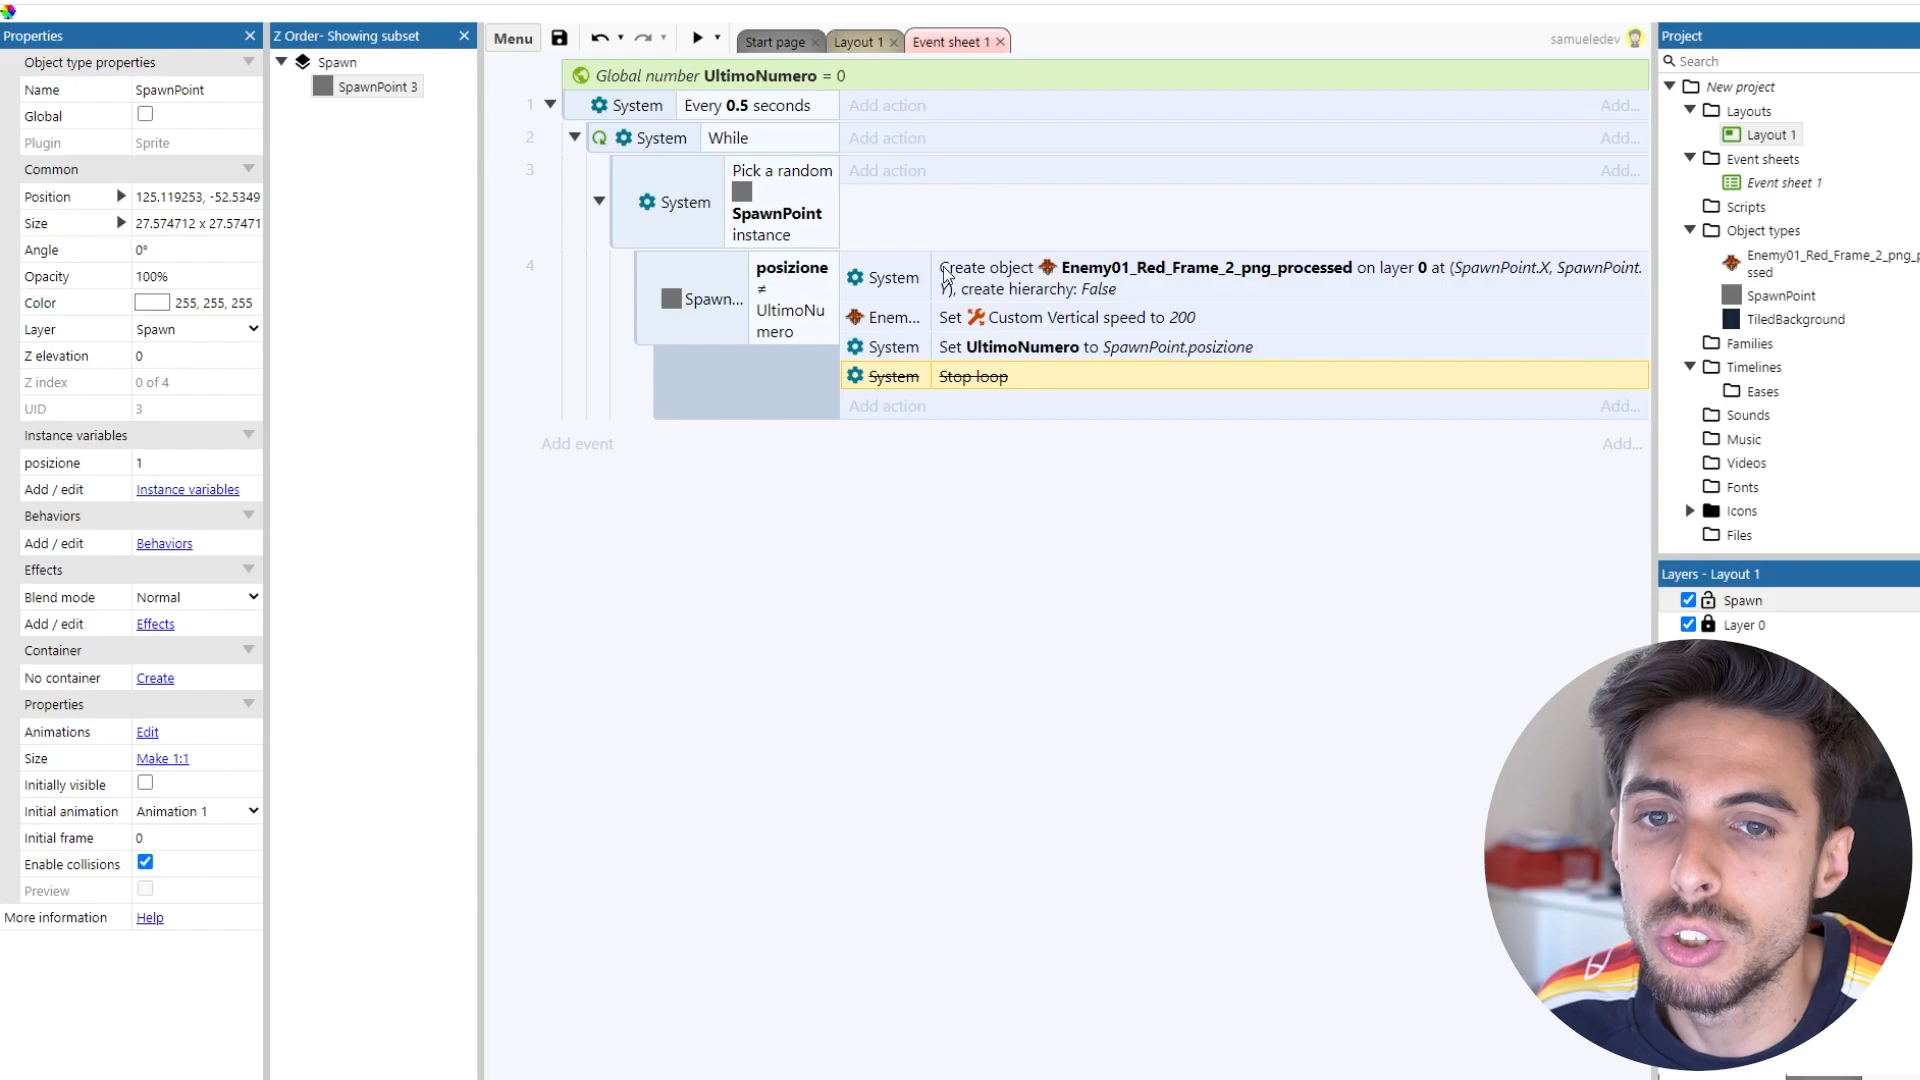 Properties
Object type properties
Name SpawnPoint
Global
Plugin Sprite
Common
Position 125.119253, -52.5349
Size 27.574712 x 27.57471
Angle 0°
Opacity 100%
Color 255, 255, 255
Layer Spawn
Z elevation 0
Z index 0 of 4
UID 3
Instance variables
posizione 1
Add / edit Instance variables
Behaviors
Add / edit Behaviors
Effects
Blend mode Normal
Add / edit Effects
Container
No container Create
Properties
Animations Edit
Size Make 1:1
Initially visible
Initial animation Animation 1
Initial frame 0
Enable collisions
Preview
More information Help
Z Order- Showing subset
Spawn
SpawnPoint 3
Menu
Start page
Layout 1
Event sheet 1
samueledev
Global number UltimoNumero = 0
1 System Every 0.5 seconds Add action Add...
2 System While Add action Add...
3 System Pick a random SpawnPoint instance Add action Add...
4 Spawn... posizione ≠ UltimoNu mero
System Create object Enemy01_Red_Frame_2_png_processed on layer 0 at (SpawnPoint.X, SpawnPoint.
Y), create hierarchy: False
Enem... Set Custom Vertical speed to 200
System Set UltimoNumero to SpawnPoint.posizione
System Stop loop
Add action Add...
Add event Add...
Project
Search
New project
Layouts
Layout 1
Event sheets
Event sheet 1
Scripts
Object types
Enemy01_Red_Frame_2_png_p
ssed
SpawnPoint
TiledBackground
Families
Timelines
Eases
Sounds
Music
Videos
Fonts
Icons
Files
Layers - Layout 1
Spawn
Layer 0